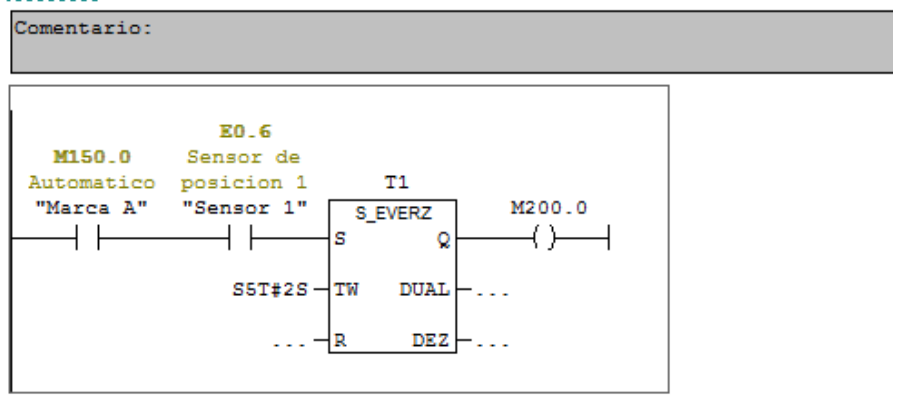 Comentario:
E0.6
M150.0 Sensor de
Automatico posicion 1 T1
"Marca A" "Sensor 1" S_EVERZ M200.0
S Q
S5T#2S TW DUAL ...
... R DEZ ...